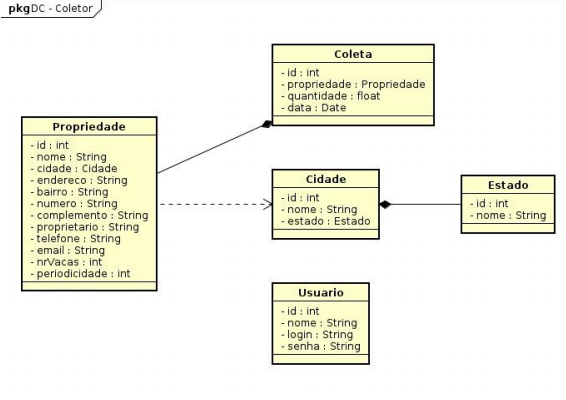 pkg DC - Coletor
Coleta
- id : int
- propriedade : Propriedade
- quantidade : float
- data : Date
Propriedade
- id : int
- nome : String
- cidade : Cidade
- endereco : String
- bairro : String
- numero : String
- complemento : String
- proprietario : String
- telefone : String
- email : String
- nrVacas : int
- periodicidade : int
Cidade
- id : int
- nome : String
- estado : Estado
Estado
- id : int
- nome : String
Usuario
- id : int
- nome : String
- login : String
- senha : String